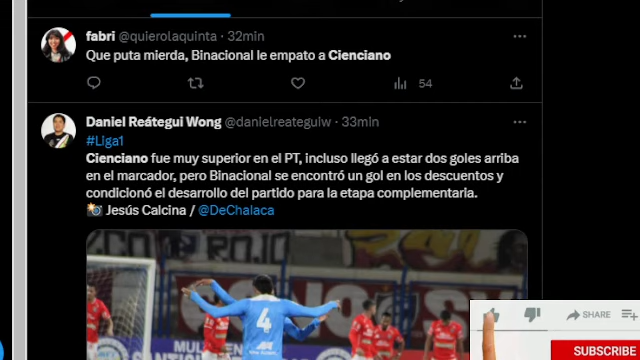 fabri @quierolaquinta · 32min
Que puta mierda, Binacional le empato a Cienciano
54
Daniel Reátegui Wong @danielreateguiw · 33min
#Liga1
Cienciano fue muy superior en el PT, incluso llegó a estar dos goles arriba
en el marcador, pero Binacional se encontró un gol en los descuentos y
condicionó el desarrollo del partido para la etapa complementaria.
Jesús Calcina / @DeChalaca
4
SHARE
SUBSCRIBE